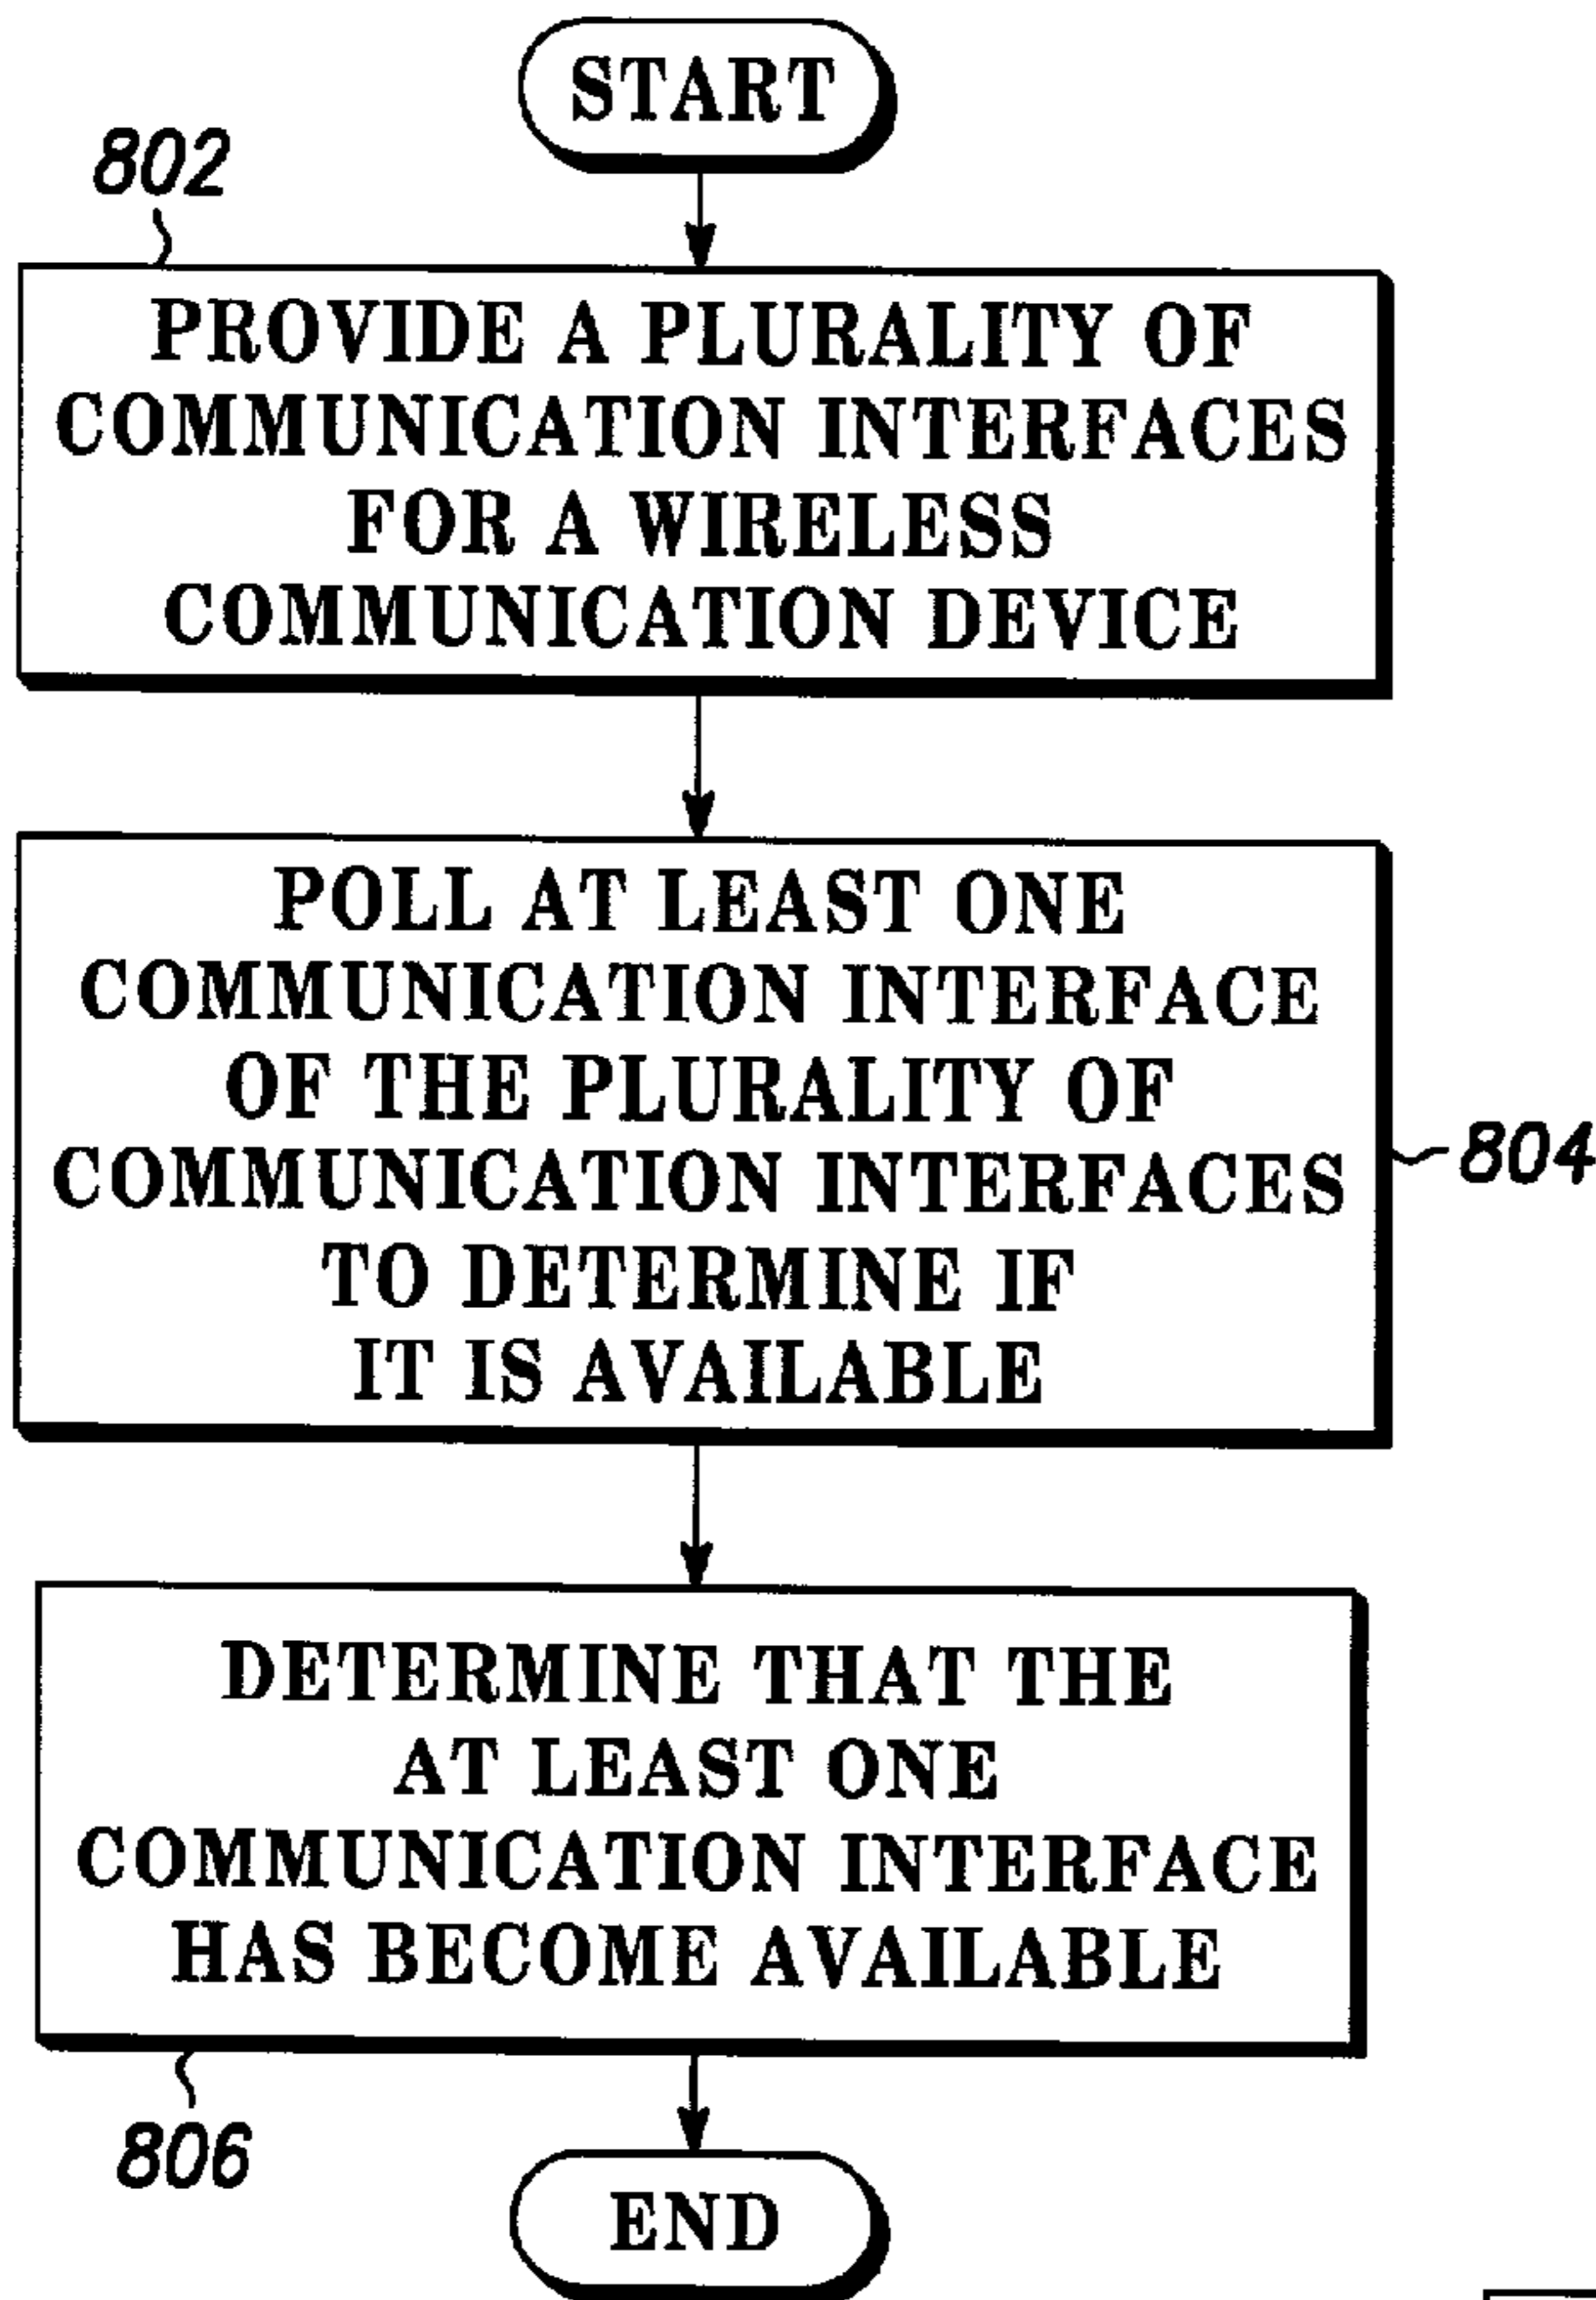 START
802
PROVIDE A PLURALITY OF
COMMUNICATION INTERFACES
FOR A WIRELESS
COMMUNICATION DEVICE
POLL AT LEAST ONE
COMMUNICATION INTERFACE
OF THE PLURALITY OF
COMMUNICATION INTERFACES
TO DETERMINE IF
IT IS AVAILABLE
804
DETERMINE THAT THE
AT LEAST ONE
COMMUNICATION INTERFACE
HAS BECOME AVAILABLE
806
END